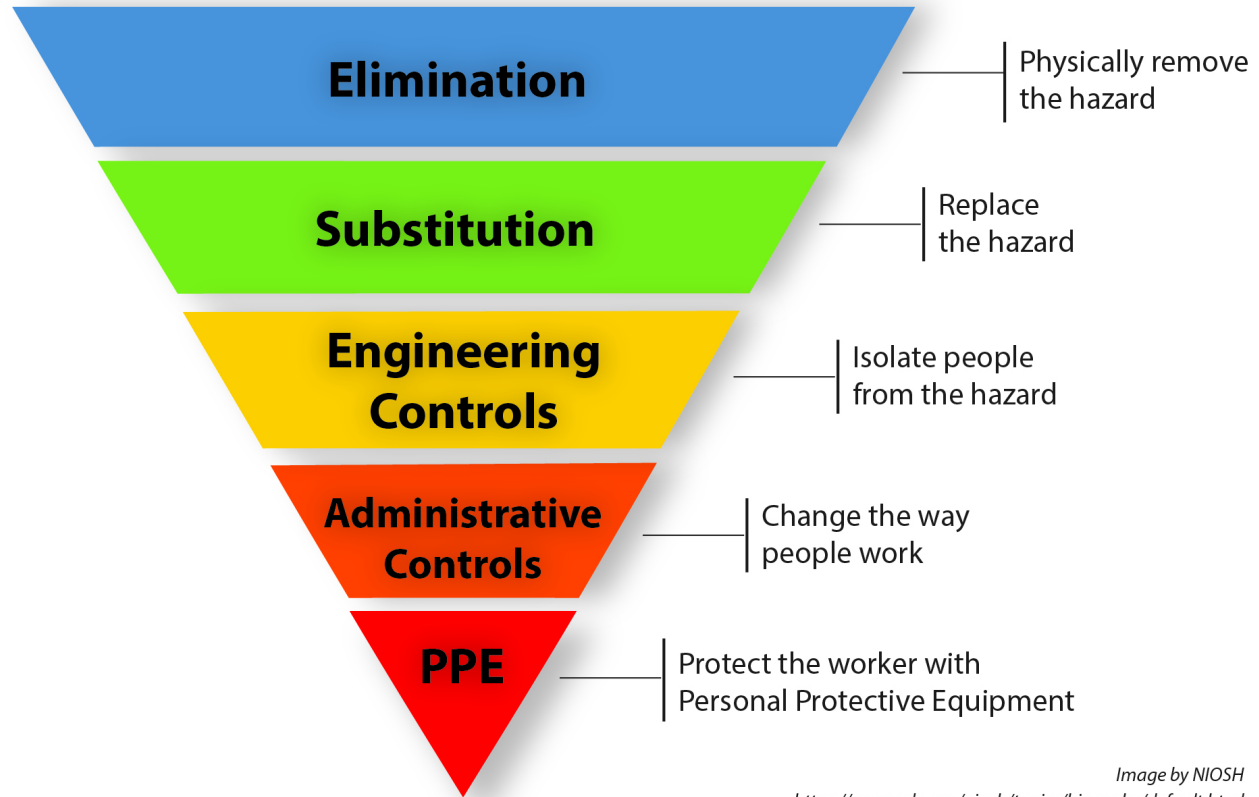 Elimination
Physically remove
the hazard
Substitution
Replace
the hazard
Engineering
Controls
Isolate people
from the hazard
Administrative
Controls
Change the way
people work
PPE
Protect the worker with
Personal Protective Equipment
Image by NIOSH